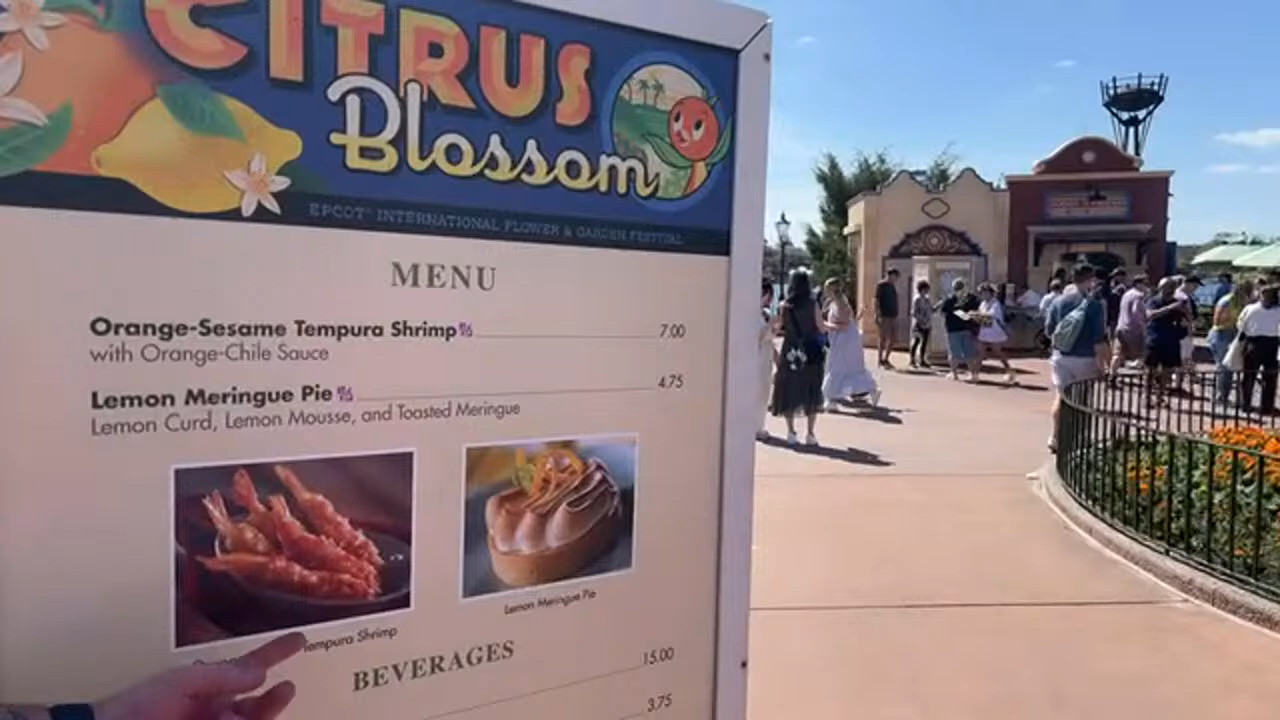 CITRUS
Blossom
EPCOT® INTERNATIONAL FLOWER & GARDEN FESTIVAL
MENU
Orange-Sesame Tempura Shrimp 7.00
with Orange-Chile Sauce
Lemon Meringue Pie 4.75
Lemon Curd, Lemon Mousse, and Toasted Meringue
Tempura Shrimp
Lemon Meringue Pie
BEVERAGES
15.00
3.75